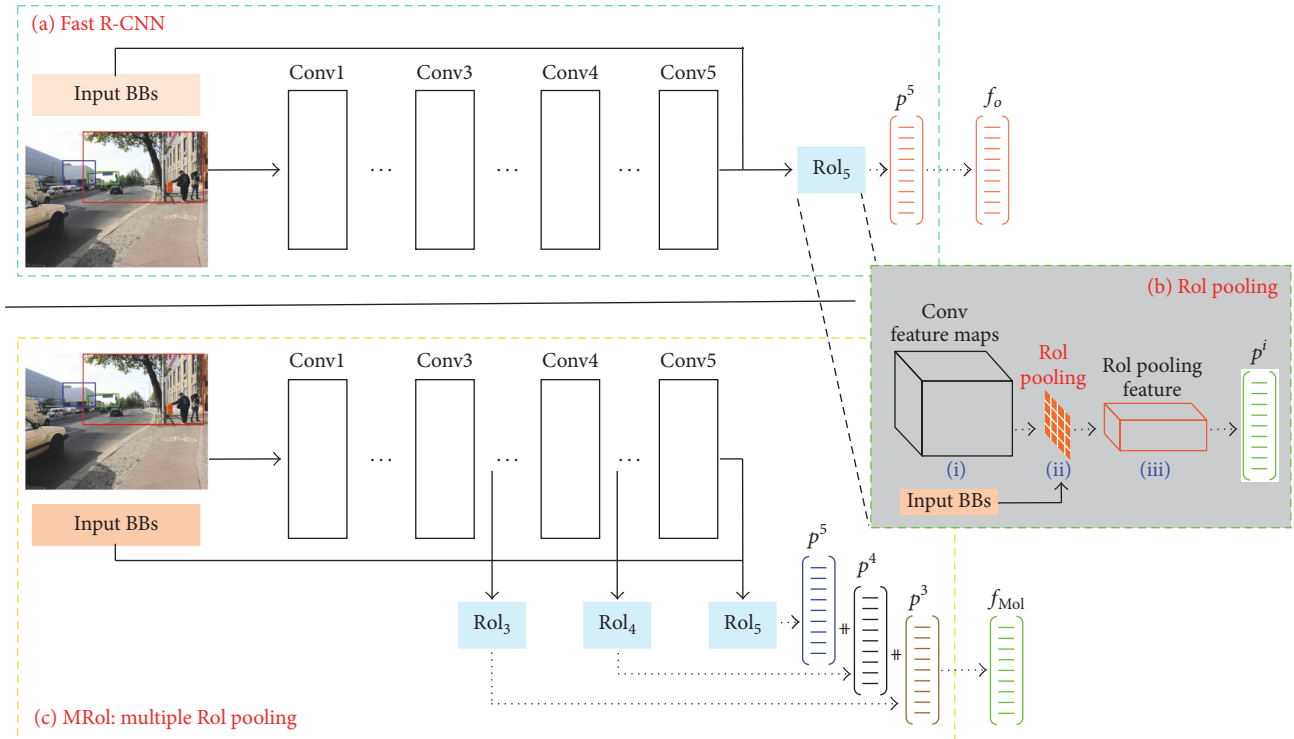 (a) Fast R-CNN
Input BBs
Conv1
Conv3
Conv4
Conv5
...
...
...
RoI₅
p⁵
fₒ
(b) RoI pooling
Conv
feature maps
RoI
pooling
RoI pooling
feature
pⁱ
(i)
(ii)
(iii)
Input BBs
Conv1
Conv3
Conv4
Conv5
...
...
...
Input BBs
RoI₃
RoI₄
RoI₅
p⁵
⧺
p⁴
⧺
p³
f_MoI
(c) MRoI: multiple RoI pooling